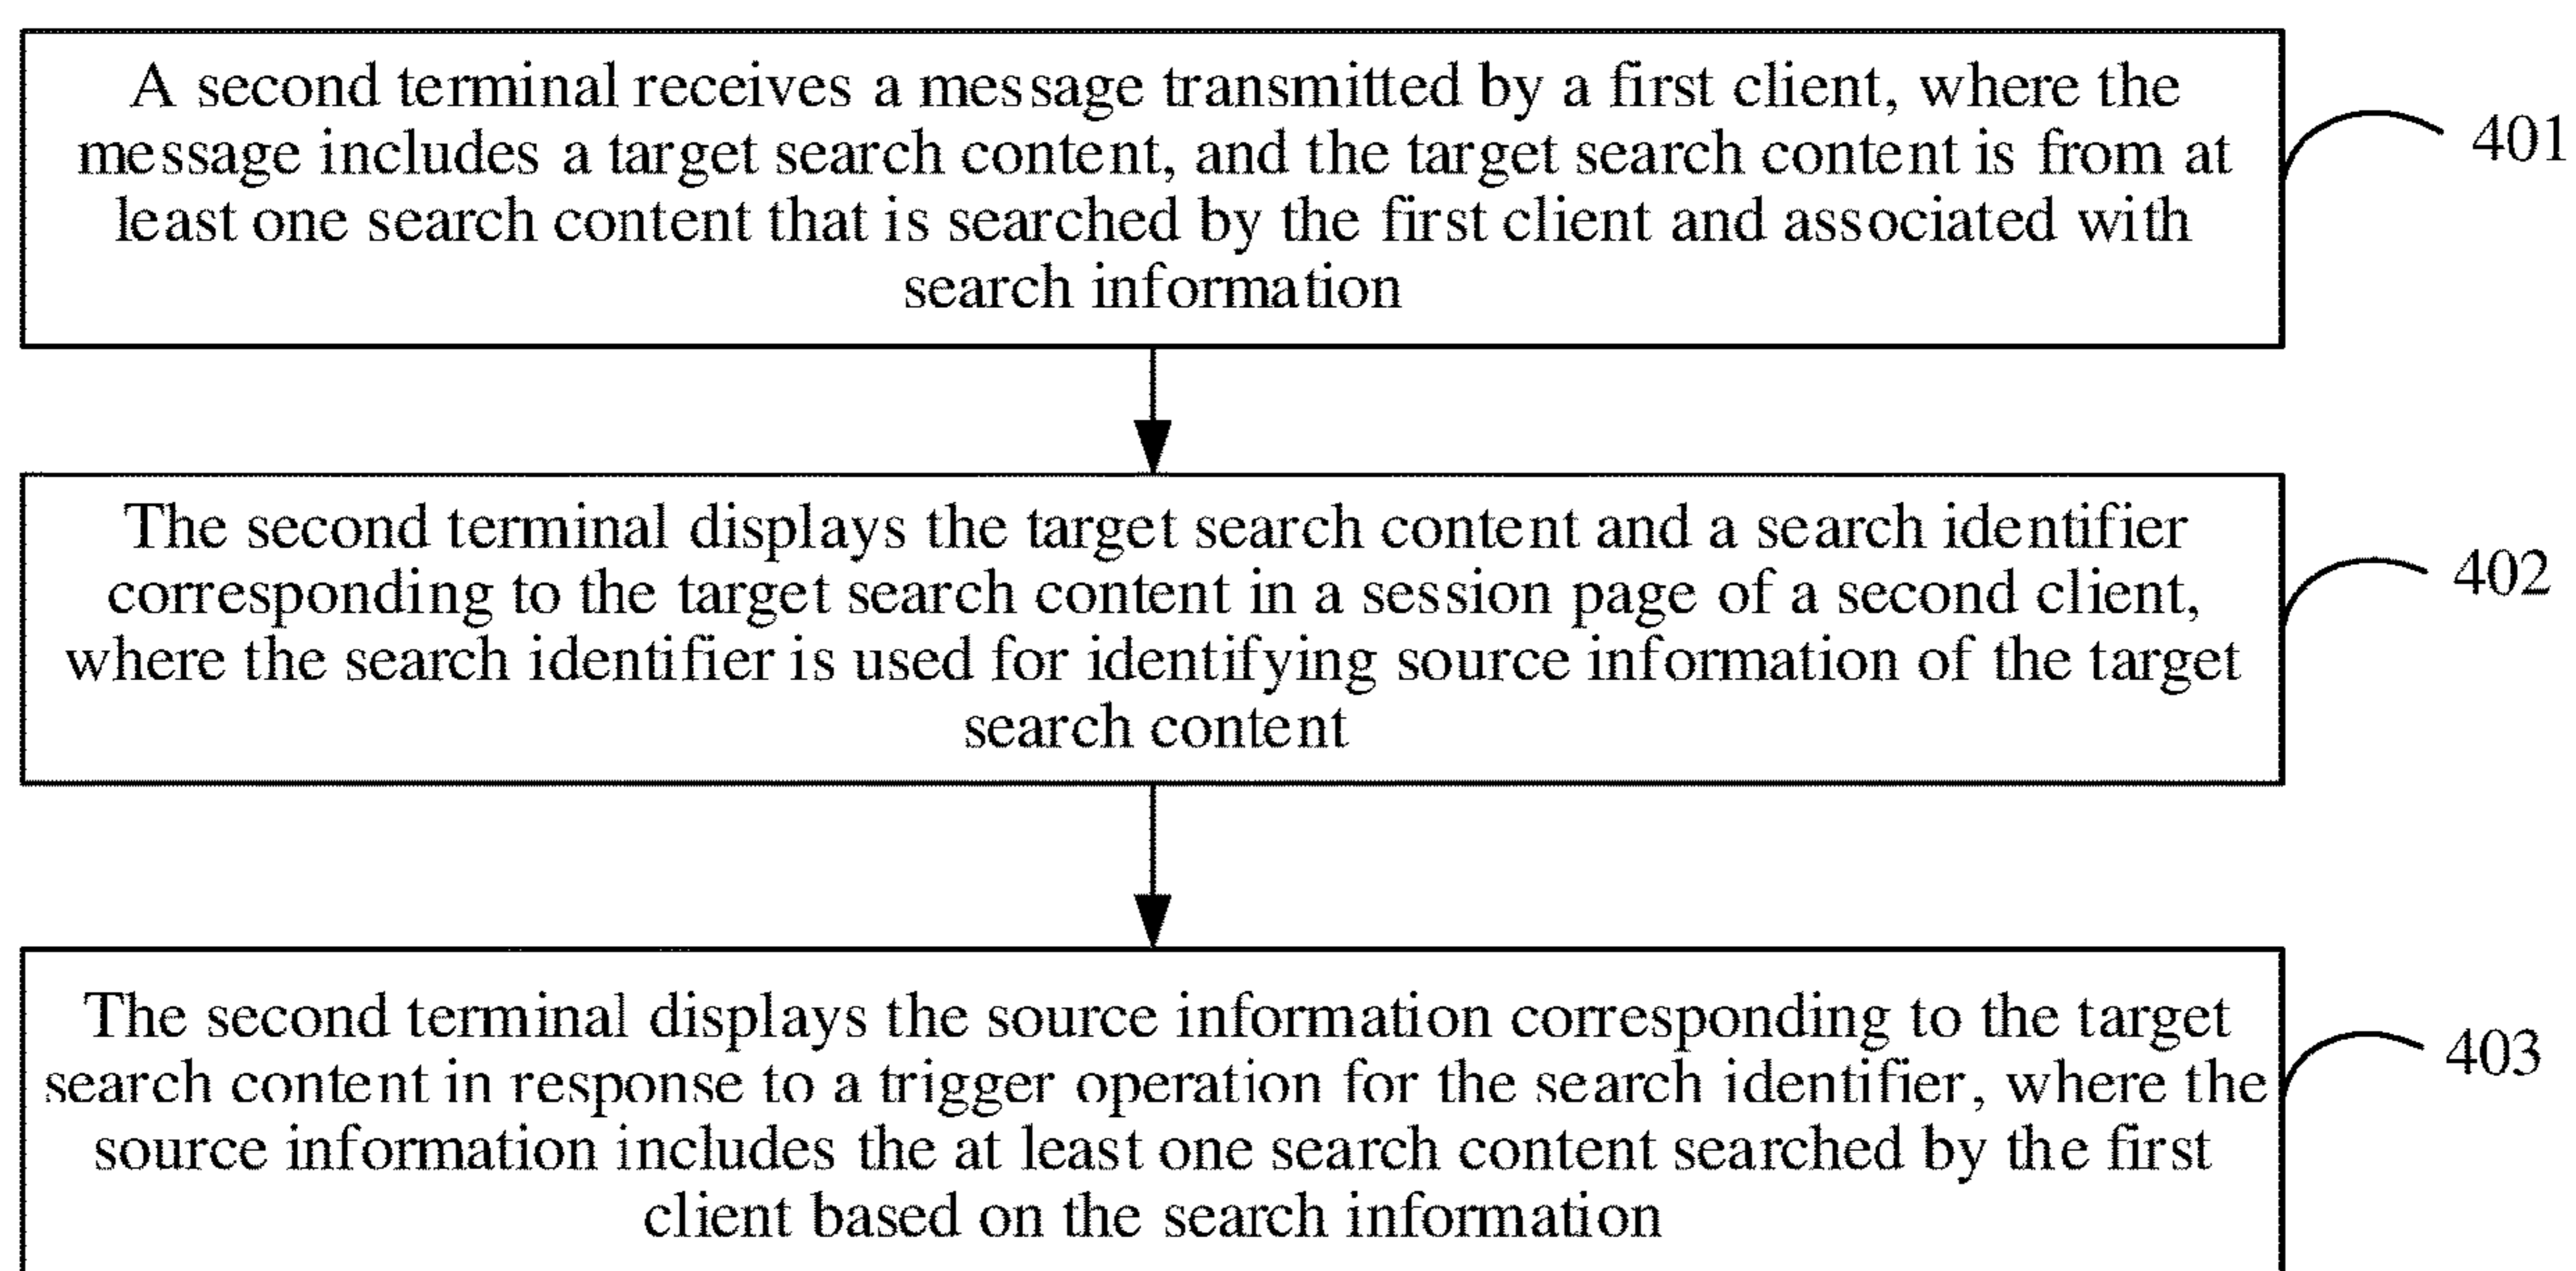 A second terminal receives a message transmitted by a first client, where the
message includes a target search content, and the target search content is from at
least one search content that is searched by the first client and associated with
search information
401
The second terminal displays the target search content and a search identifier
corresponding to the target search content in a session page of a second client,
where the search identifier is used for identifying source information of the target
search content
402
The second terminal displays the source information corresponding to the target
search content in response to a trigger operation for the search identifier, where the
source information includes the at least one search content searched by the first
client based on the search information
403